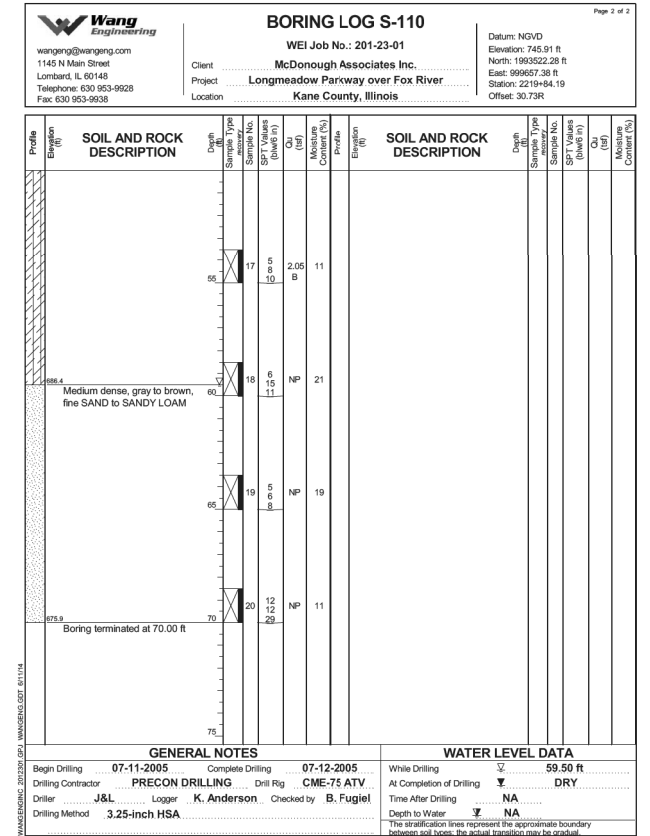 Page 2 of 2
Wang
Engineering
wangeng@wangeng.com
1145 N Main Street
Lombard, IL 60148
Telephone: 630 953-9928
Fax: 630 953-9938
BORING LOG S-110
WEI Job No.: 201-23-01
Client McDonough Associates Inc.
Project Longmeadow Parkway over Fox River
Location Kane County, Illinois
Datum: NGVD
Elevation: 745.91 ft
North: 1993522.28 ft
East: 999657.38 ft
Station: 2219+84.19
Offset: 30.73R
Profile Elevation (ft) SOIL AND ROCK DESCRIPTION Depth (ft) Sample Type recovery Sample No. SPT Values (blw/6 in) Qu (tsf) Moisture Content (%)
Profile Elevation (ft) SOIL AND ROCK DESCRIPTION Depth (ft) Sample Type recovery Sample No. SPT Values (blw/6 in) Qu (tsf) Moisture Content (%)
55 17 5 8 10 2.05 B 11
686.4
Medium dense, gray to brown,
fine SAND to SANDY LOAM
60 18 6 15 11 NP 21
65 19 5 6 8 NP 19
70 20 12 12 29 NP 11
675.9
Boring terminated at 70.00 ft
75
GENERAL NOTES
Begin Drilling 07-11-2005 Complete Drilling 07-12-2005
Drilling Contractor PRECON DRILLING Drill Rig CME-75 ATV
Driller J&L Logger K. Anderson Checked by B. Fugiel
Drilling Method 3.25-inch HSA
WATER LEVEL DATA
While Drilling 59.50 ft
At Completion of Drilling DRY
Time After Drilling NA
Depth to Water NA
The stratification lines represent the approximate boundary
between soil types; the actual transition may be gradual.
WANGENGINC 2012301.GPJ WANGENG.GDT 6/11/14